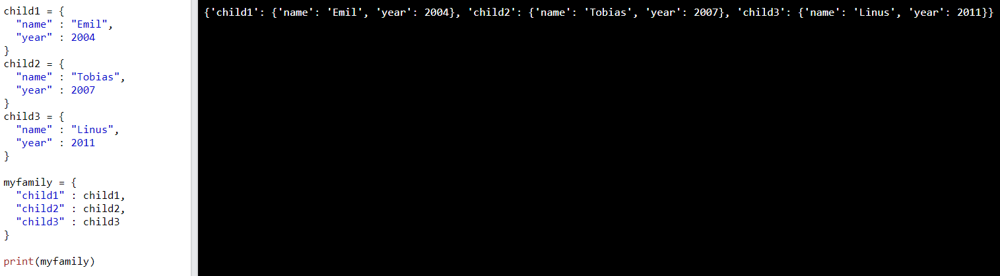 child1 = {
  "name" : "Emil",
  "year" : 2004
}
child2 = {
  "name" : "Tobias",
  "year" : 2007
}
child3 = {
  "name" : "Linus",
  "year" : 2011
}

myfamily = {
  "child1" : child1,
  "child2" : child2,
  "child3" : child3
}

print(myfamily)
{'child1': {'name': 'Emil', 'year': 2004}, 'child2': {'name': 'Tobias', 'year': 2007}, 'child3': {'name': 'Linus', 'year': 2011}}